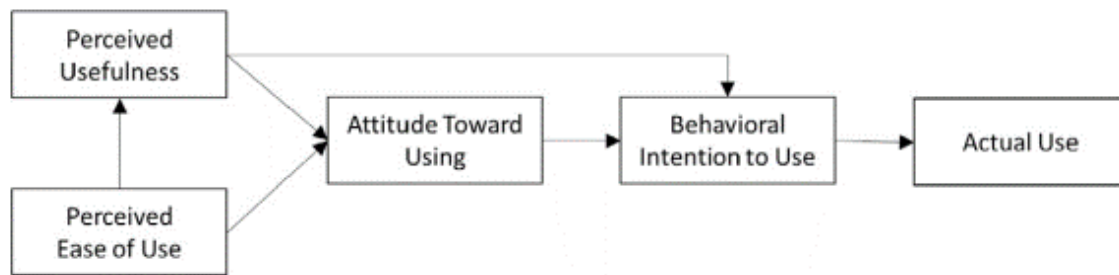 Perceived
Usefulness
Attitude Toward
Using
Behavioral
Intention to Use
Actual Use
Perceived
Ease of Use